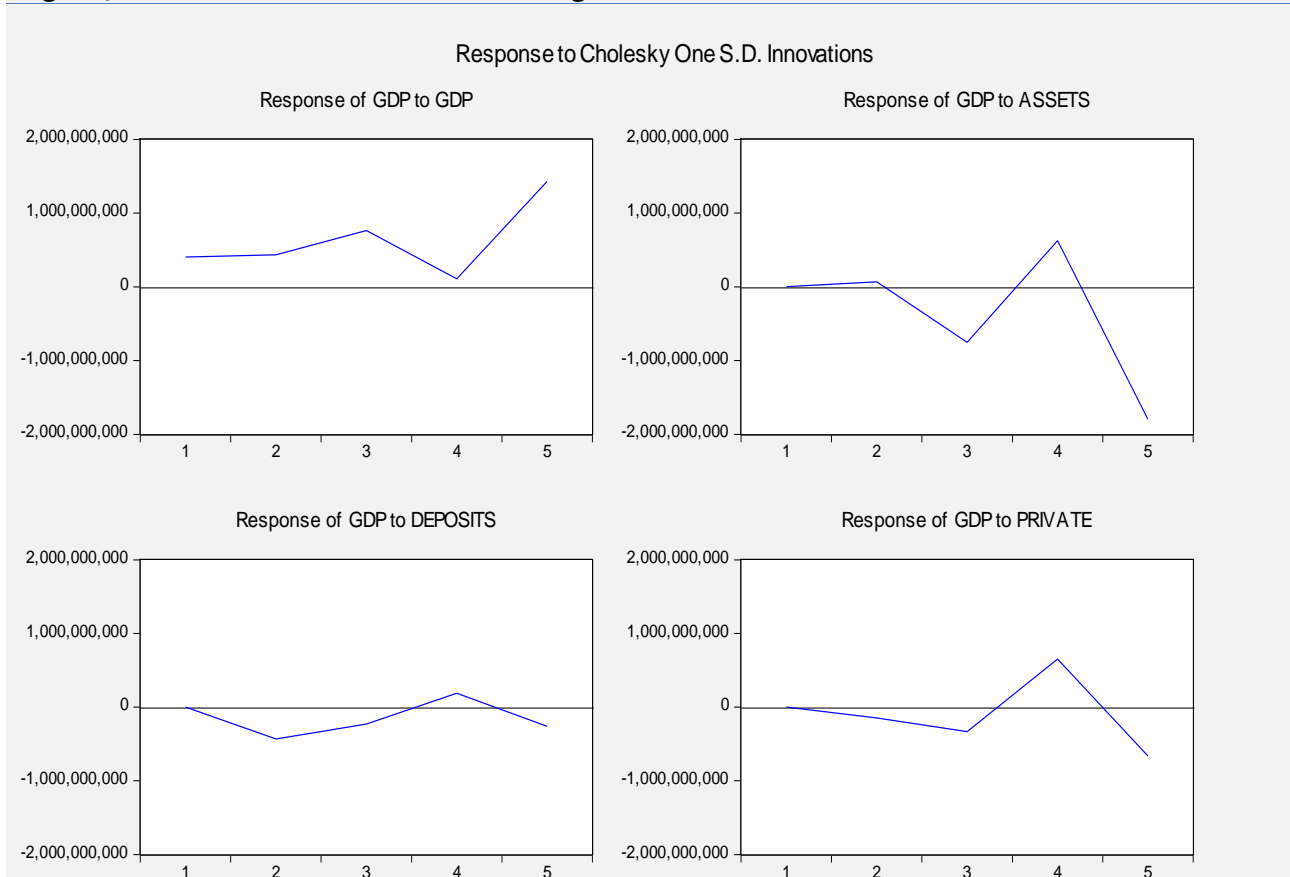 Response to Cholesky One S.D. Innovations
Response of GDP to GDP
2,000,000,000
1,000,000,000
0
-1,000,000,000
-2,000,000,000
1 2 3 4 5
Response of GDP to ASSETS
2,000,000,000
1,000,000,000
0
-1,000,000,000
-2,000,000,000
1 2 3 4 5
Response of GDP to DEPOSITS
2,000,000,000
1,000,000,000
0
-1,000,000,000
-2,000,000,000
1 2 3 4 5
Response of GDP to PRIVATE
2,000,000,000
1,000,000,000
0
-1,000,000,000
-2,000,000,000
1 2 3 4 5